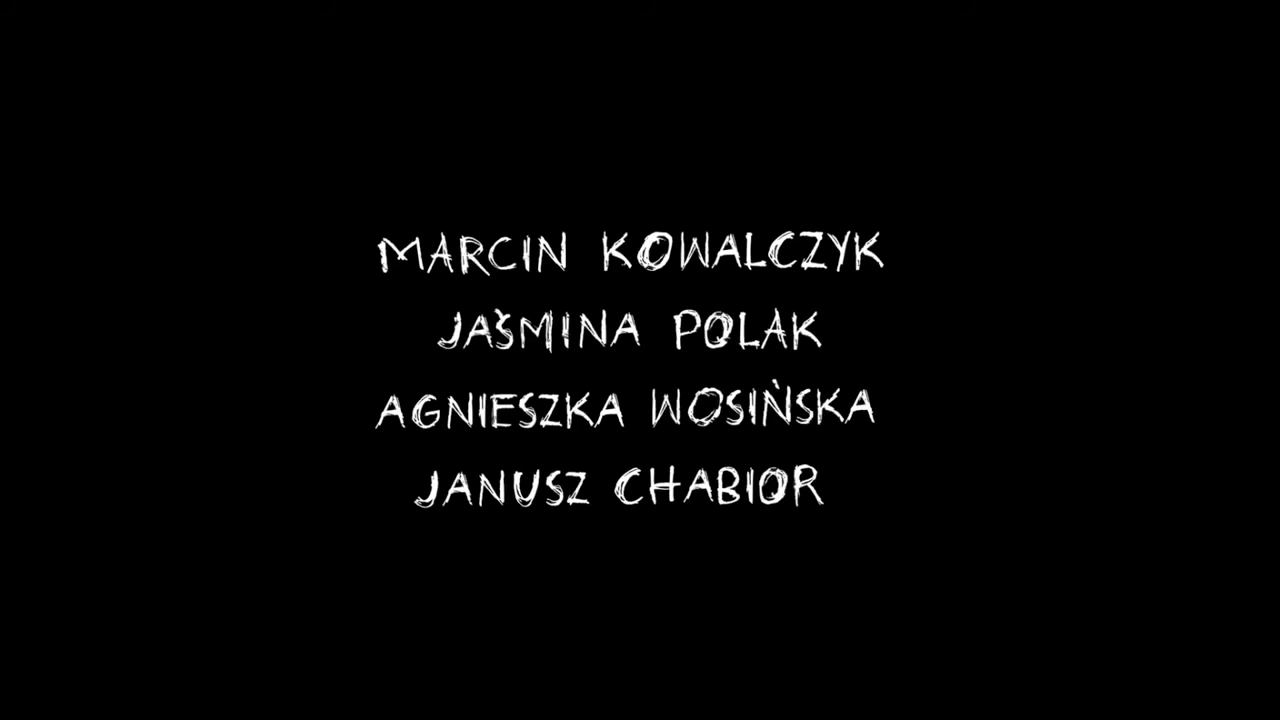 MARCIN KOWALCZYK
JAŚMINA POLAK
AGNIESZKA WOSIŃSKA
JANUSZ CHABIOR